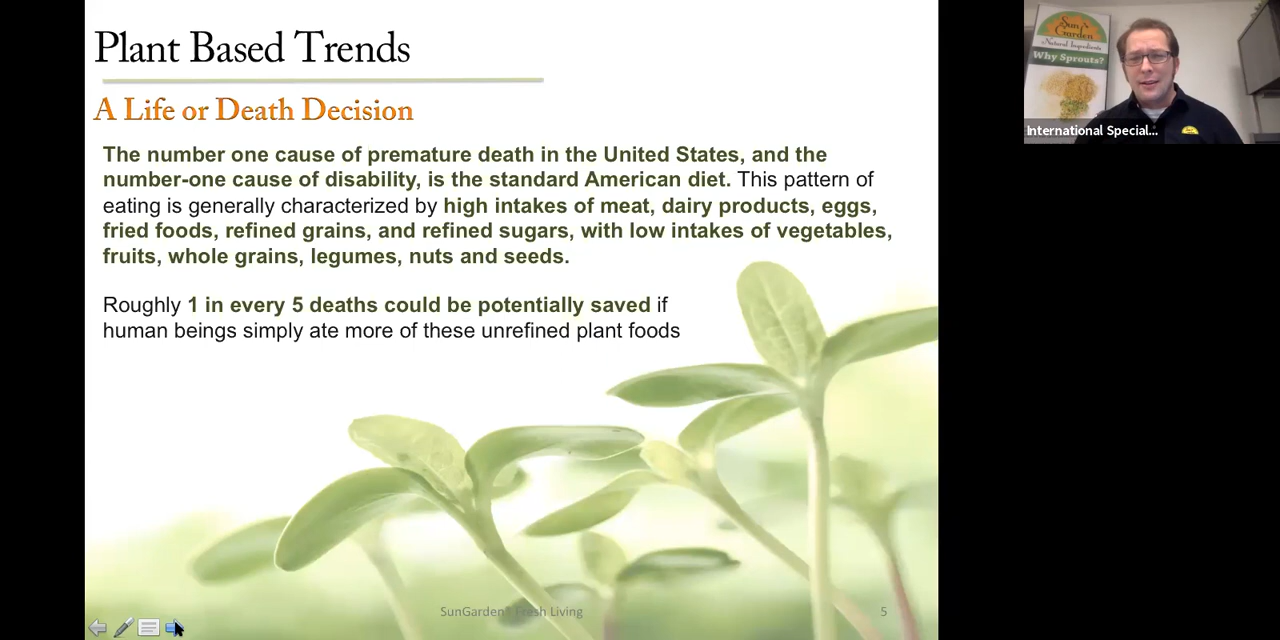 Plant Based Trends
A Life or Death Decision
The number one cause of premature death in the United States, and the
number-one cause of disability, is the standard American diet. This pattern of
eating is generally characterized by high intakes of meat, dairy products, eggs,
fried foods, refined grains, and refined sugars, with low intakes of vegetables,
fruits, whole grains, legumes, nuts and seeds.
Roughly 1 in every 5 deaths could be potentially saved if
human beings simply ate more of these unrefined plant foods
SunGarden Fresh Living
5
Sun
Garden
Natural Ingredients
Why Sprouts?
International Special...